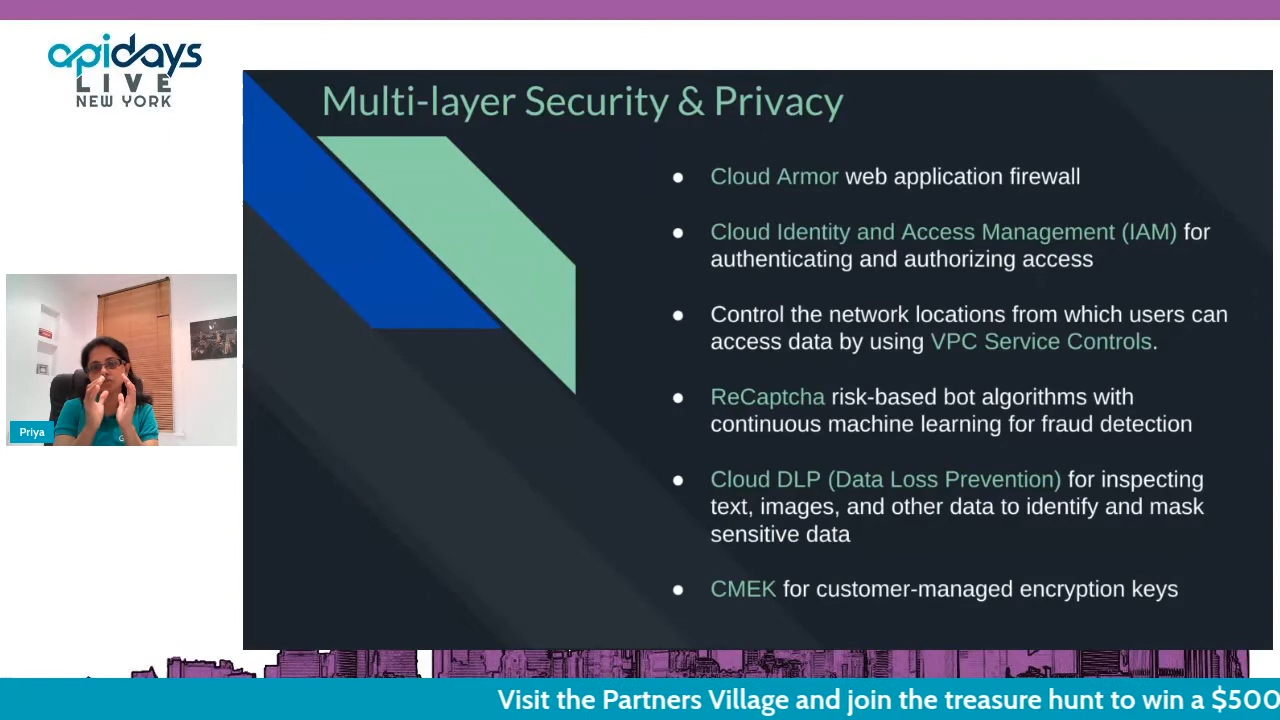 apidays
LIVE
NEW YORK
Multi-layer Security & Privacy
● Cloud Armor web application firewall
● Cloud Identity and Access Management (IAM) for
authenticating and authorizing access
● Control the network locations from which users can
access data by using VPC Service Controls.
● ReCaptcha risk-based bot algorithms with
continuous machine learning for fraud detection
● Cloud DLP (Data Loss Prevention) for inspecting
text, images, and other data to identify and mask
sensitive data
● CMEK for customer-managed encryption keys
Priya
Visit the Partners Village and join the treasure hunt to win a $500